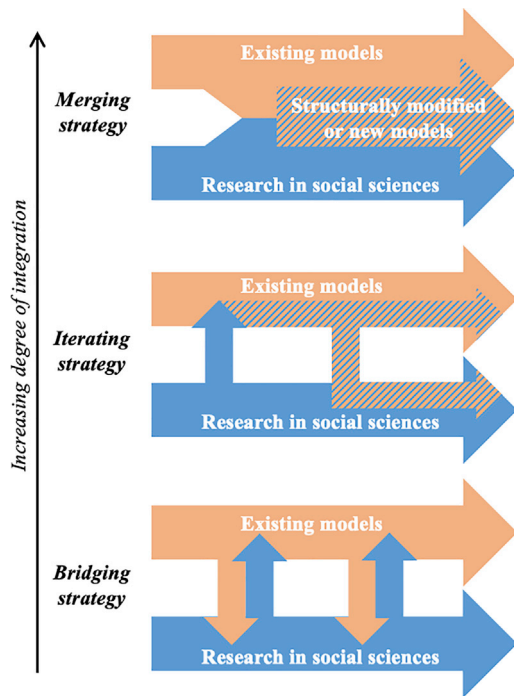 Increasing degree of integration
Merging
strategy
Existing models
Structurally modified
or new models
Research in social sciences
Iterating
strategy
Existing models
Research in social sciences
Bridging
strategy
Existing models
Research in social sciences